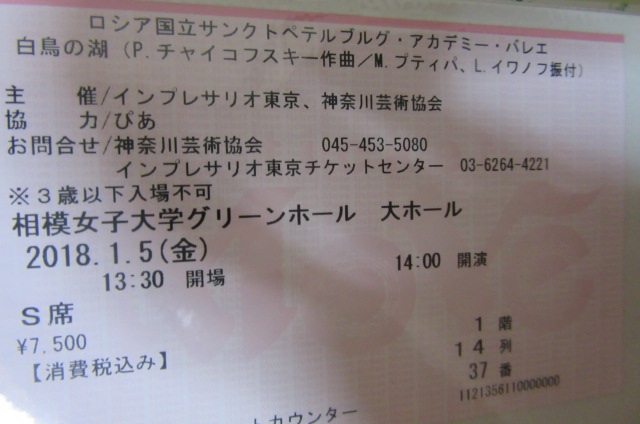 ロシア国立サンクトペテルブルグ・アカデミー・バレエ
白鳥の湖(P.チャイコフスキー作曲/M.プティパ、L.イワノフ振付)
主 催/インプレサリオ東京、神奈川芸術協会
協 力/ぴあ
お問合せ/神奈川芸術協会 045-453-5080
インプレサリオ東京チケットセンター 03-6264-4221
※3歳以下入場不可
相模女子大学グリーンホール 大ホール
2018.1.5(金)
13:30 開場 14:00 開演
S席
¥7,500
【消費税込み】
1 階
14 列
37 番
1121356110000000
トカウンター